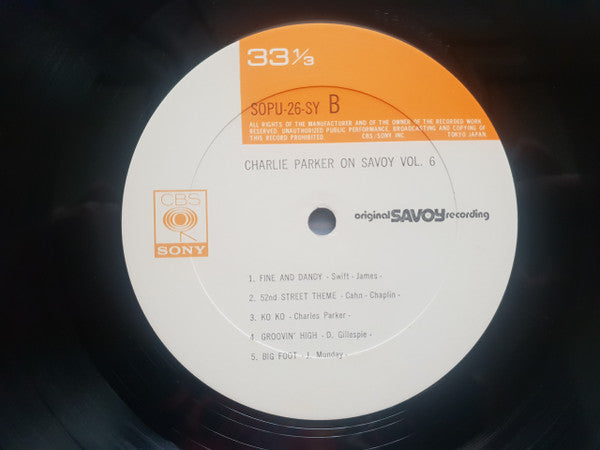 33 1/3
SOPU-26-SY B
ALL RIGHTS OF THE MANUFACTURER AND OF THE OWNER OF THE RECORDED WORK
RESERVED. UNAUTHORIZED PUBLIC PERFORMANCE, BROADCASTING AND COPYING OF
THIS RECORD PROHIBITED. CBS/SONY INC. TOKYO JAPAN
CHARLIE PARKER ON SAVOY VOL. 6
CBS
SONY
original SAVOY recording
1. FINE AND DANDY - Swift - James -
2. 52nd STREET THEME - Cahn - Chaplin -
3. KO KO - Charles Parker -
4. GROOVIN' HIGH - D. Gillespie -
5. BIG FOOT - J. Munday -